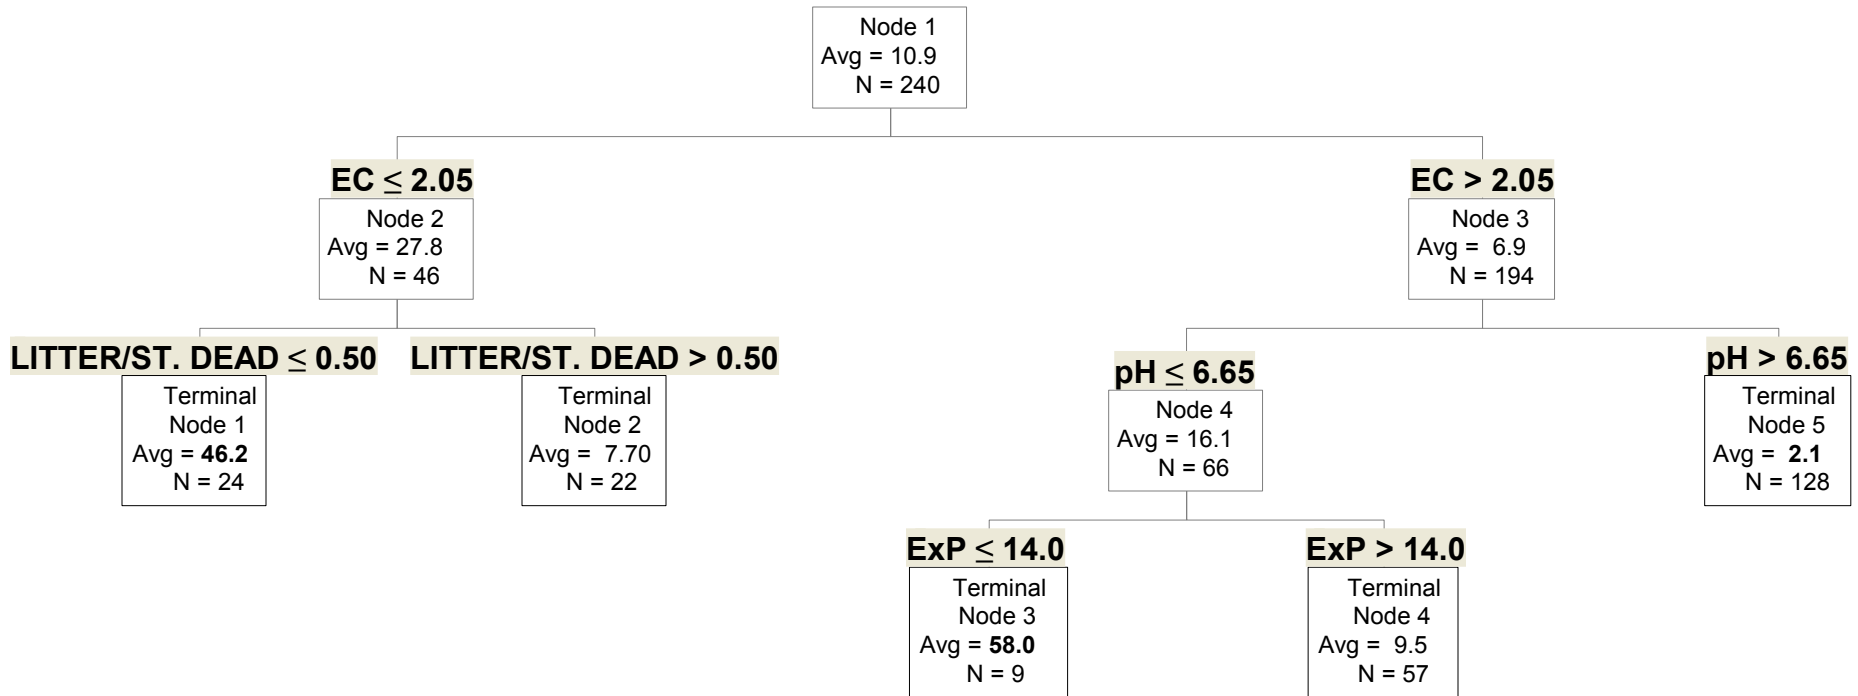 Node 1
Avg = 10.9
N = 240
EC ≤ 2.05
Node 2
Avg = 27.8
N = 46
EC > 2.05
Node 3
Avg = 6.9
N = 194
LITTER/ST. DEAD ≤ 0.50
Terminal
Node 1
Avg = 46.2
N = 24
LITTER/ST. DEAD > 0.50
Terminal
Node 2
Avg = 7.70
N = 22
pH ≤ 6.65
Node 4
Avg = 16.1
N = 66
pH > 6.65
Terminal
Node 5
Avg = 2.1
N = 128
ExP ≤ 14.0
Terminal
Node 3
Avg = 58.0
N = 9
ExP > 14.0
Terminal
Node 4
Avg = 9.5
N = 57